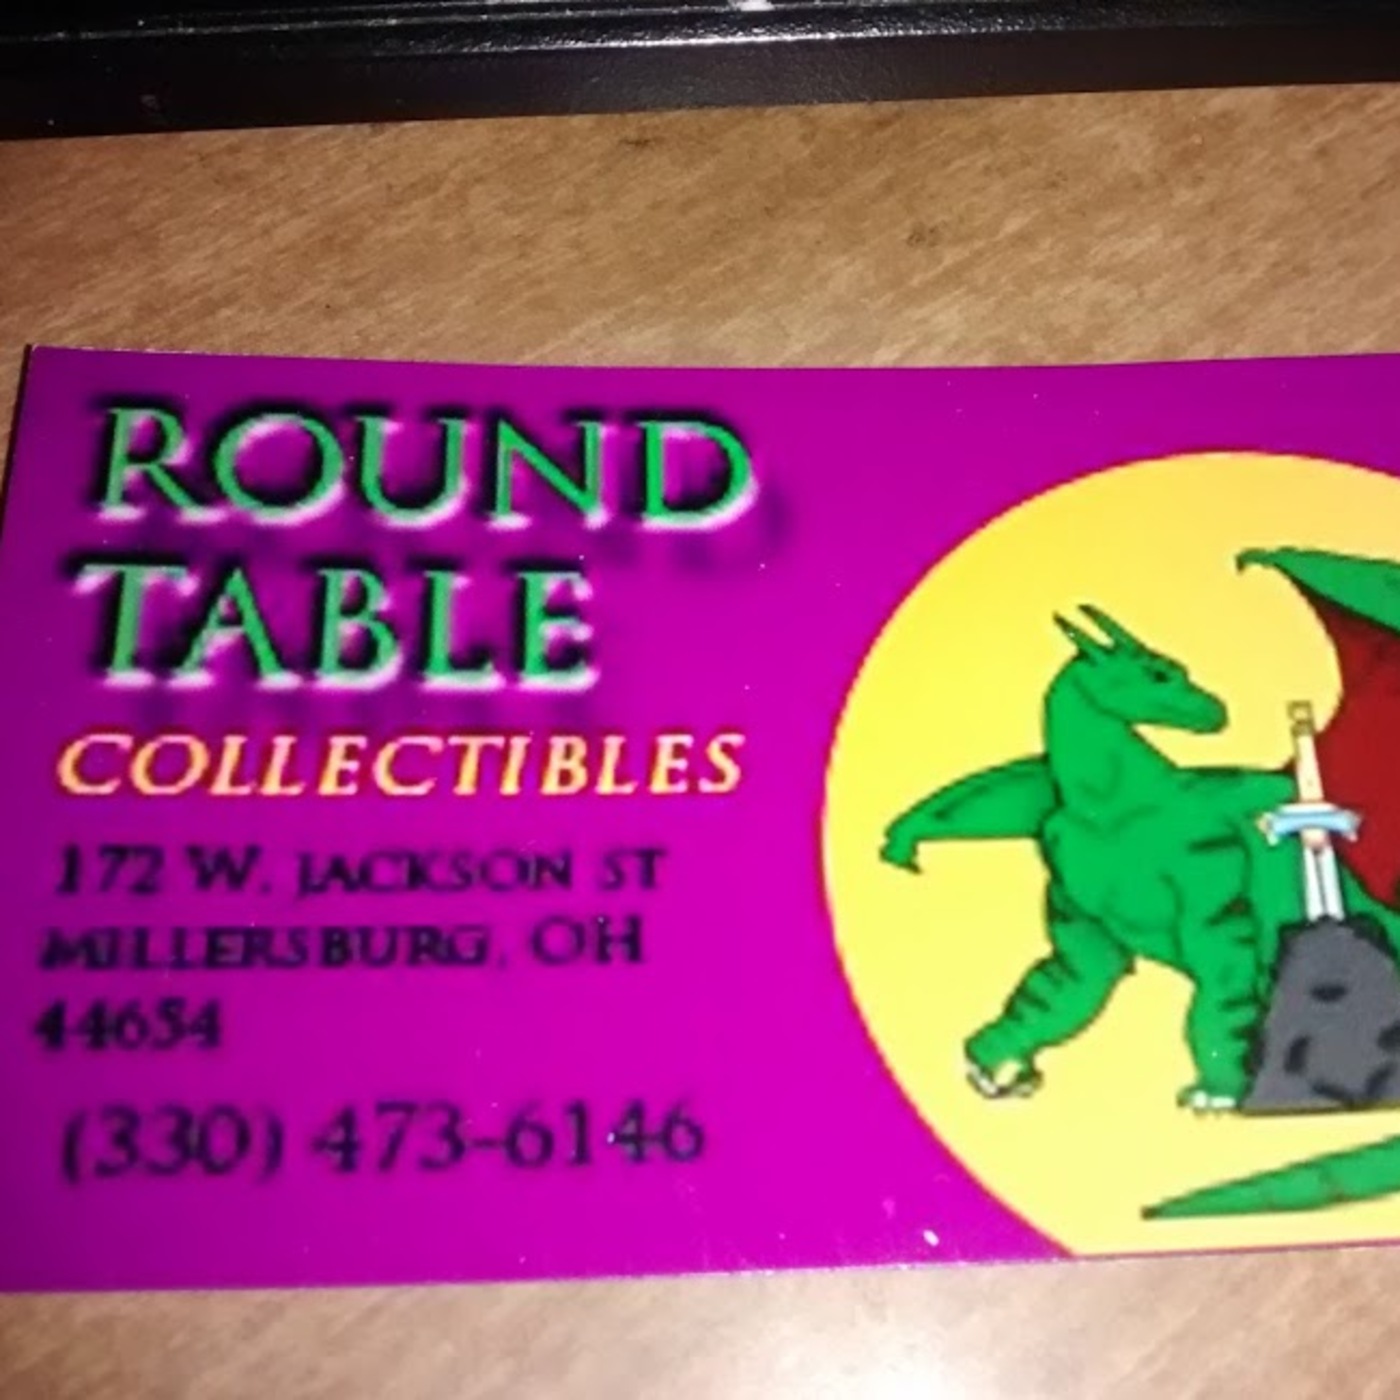 ROUND
TABLE
COLLECTIBLES
172 W. JACKSON ST
MILLERSBURG, OH
44654
(330) 473-6146